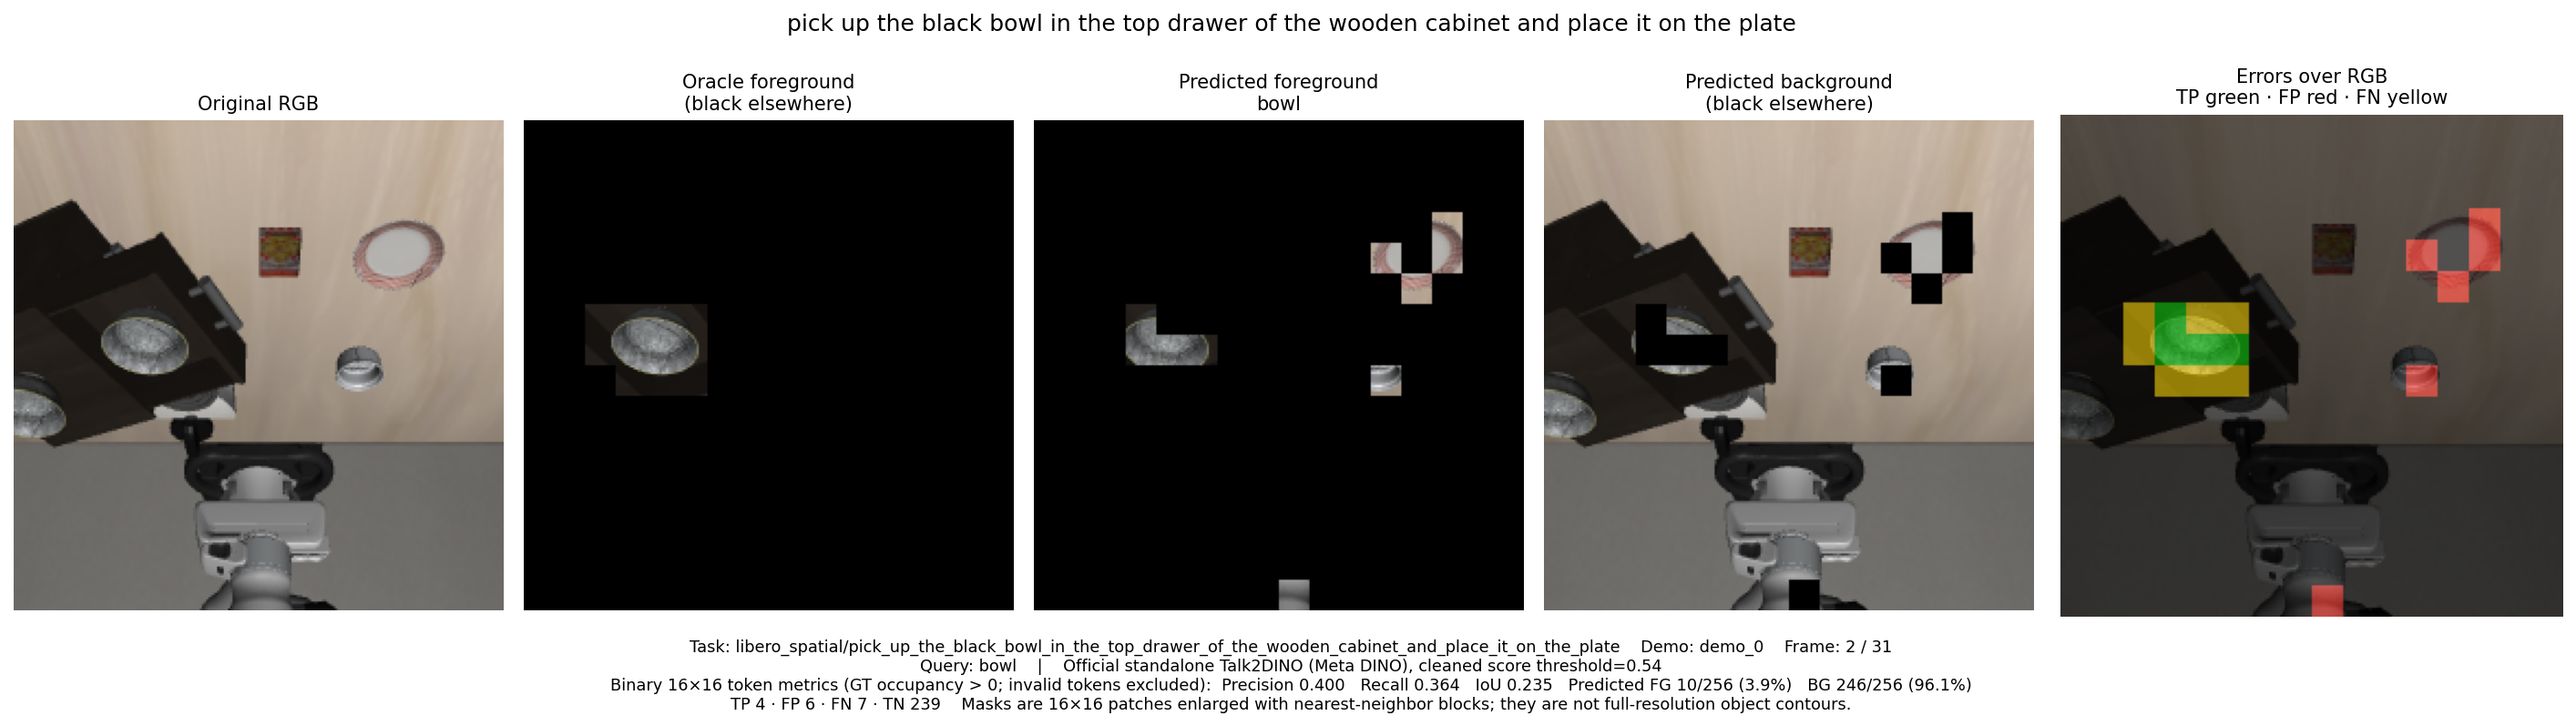 pick up the black bowl in the top drawer of the wooden cabinet and place it on the plate
Original RGB
Oracle foreground
(black elsewhere)
Predicted foreground
bowl
Predicted background
(black elsewhere)
Errors over RGB
TP green · FP red · FN yellow
Task: libero_spatial/pick_up_the_black_bowl_in_the_top_drawer_of_the_wooden_cabinet_and_place_it_on_the_plate Demo: demo_0 Frame: 2 / 31
Query: bowl | Official standalone Talk2DINO (Meta DINO), cleaned score threshold=0.54
Binary 16×16 token metrics (GT occupancy > 0; invalid tokens excluded): Precision 0.400 Recall 0.364 IoU 0.235 Predicted FG 10/256 (3.9%) BG 246/256 (96.1%)
TP 4 · FP 6 · FN 7 · TN 239 Masks are 16×16 patches enlarged with nearest-neighbor blocks; they are not full-resolution object contours.